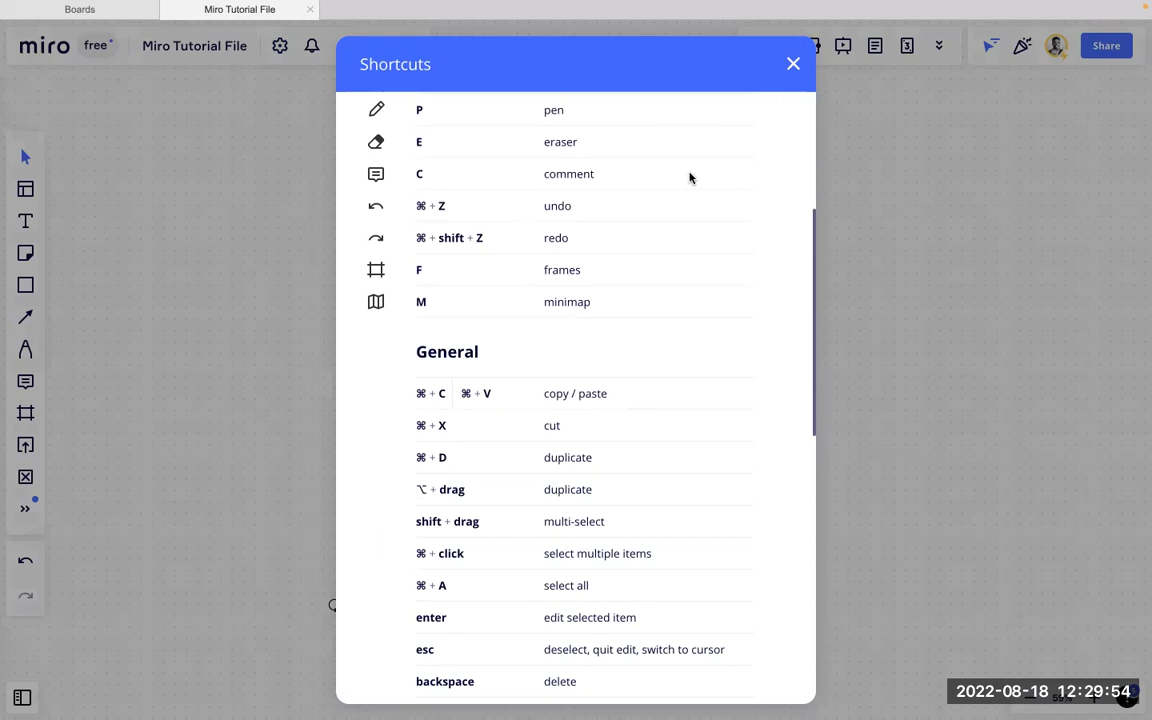 Boards
Miro Tutorial File
miro free Miro Tutorial File
3
Share
Shortcuts
P pen
E eraser
C comment
⌘ + Z undo
⌘ + shift + Z redo
F frames
M minimap
General
⌘ + C ⌘ + V copy / paste
⌘ + X cut
⌘ + D duplicate
⌥ + drag duplicate
shift + drag multi-select
⌘ + click select multiple items
⌘ + A select all
enter edit selected item
esc deselect, quit edit, switch to cursor
backspace delete
2022-08-18 12:29:54